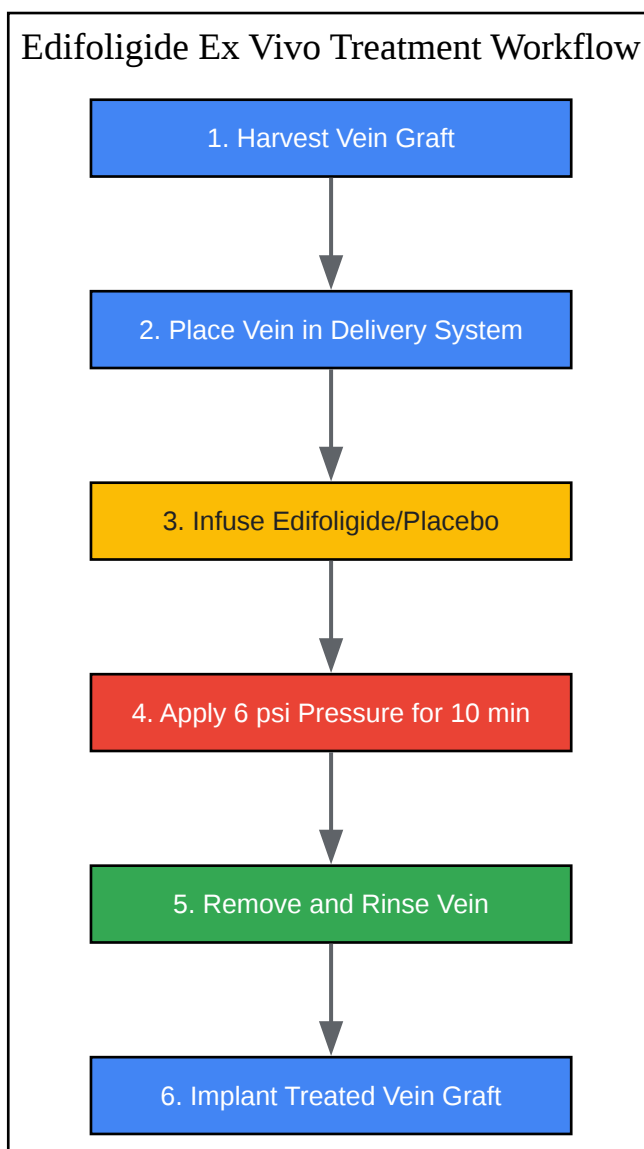 Edifoligide Ex Vivo Treatment Workflow
1. Harvest Vein Graft
2. Place Vein in Delivery System
3. Infuse Edifoligide/Placebo
4. Apply 6 psi Pressure for 10 min
5. Remove and Rinse Vein
6. Implant Treated Vein Graft